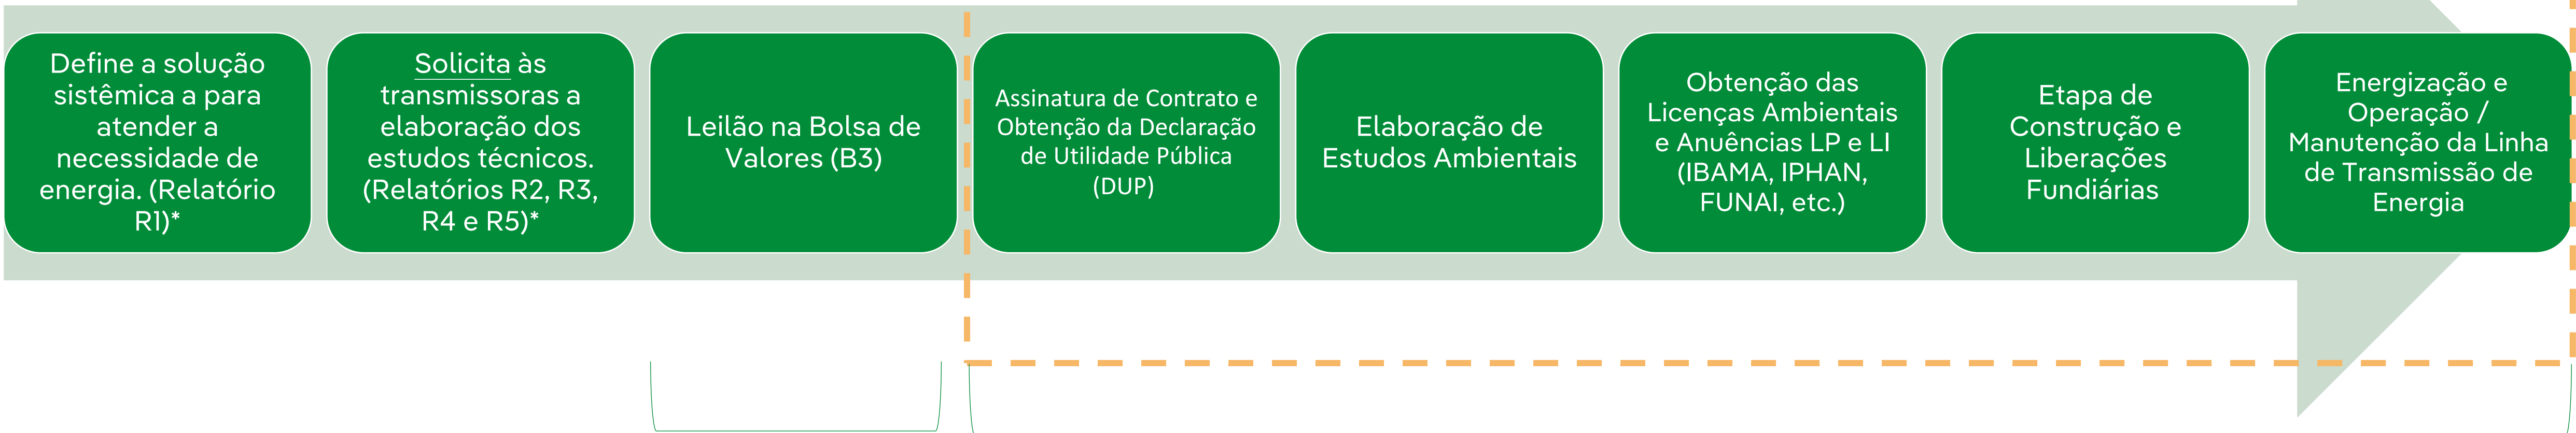 Define a solução
sistêmica a para
atender a
necessidade de
energia. (Relatório
R1)*
Solicita às
transmissoras a
elaboração dos
estudos técnicos.
(Relatórios R2, R3,
R4 e R5)*
Leilão na Bolsa de
Valores (B3)
Assinatura de Contrato e
Obtenção da Declaração
de Utilidade Pública
(DUP)
Elaboração de
Estudos Ambientais
Obtenção das
Licenças Ambientais
e Anuências LP e LI
(IBAMA, IPHAN,
FUNAI, etc.)
Etapa de
Construção e
Liberações
Fundiárias
Energização e
Operação /
Manutenção da Linha
de Transmissão de
Energia